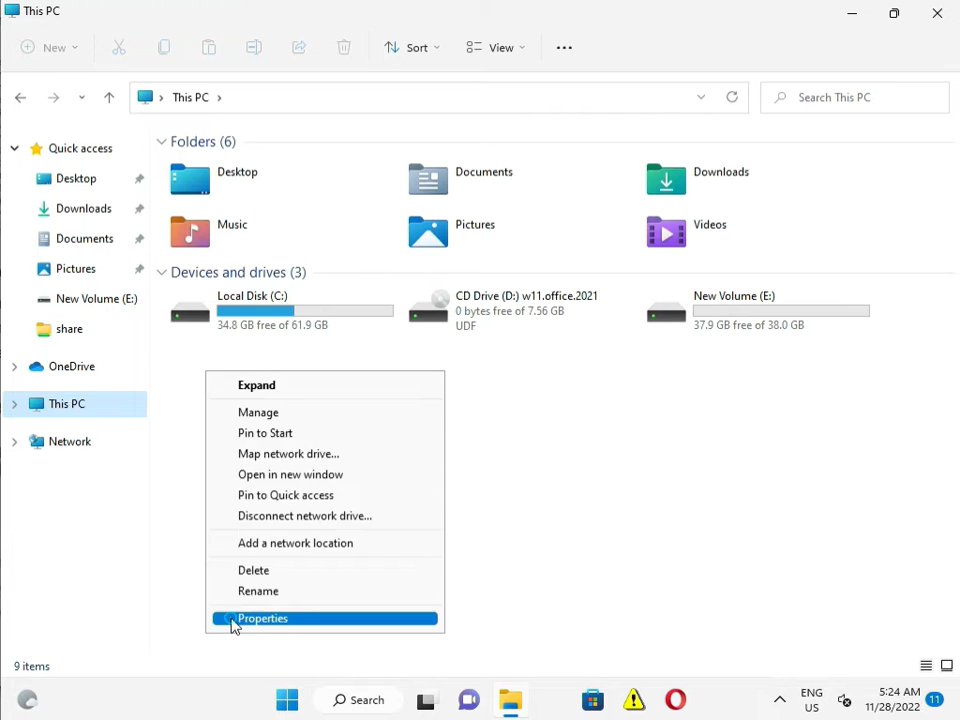 This PC
New
Sort
View
This PC
Search This PC
Quick access
Desktop
Downloads
Documents
Pictures
New Volume (E:)
share
OneDrive
This PC
Network
Folders (6)
Desktop
Documents
Downloads
Music
Pictures
Videos
Devices and drives (3)
Local Disk (C:)
34.8 GB free of 61.9 GB
CD Drive (D:) w11.office.2021
0 bytes free of 7.56 GB
UDF
New Volume (E:)
37.9 GB free of 38.0 GB
Expand
Manage
Pin to Start
Map network drive...
Open in new window
Pin to Quick access
Disconnect network drive...
Add a network location
Delete
Rename
Properties
9 items
Search
ENG
US
5:24 AM
11/28/2022
11